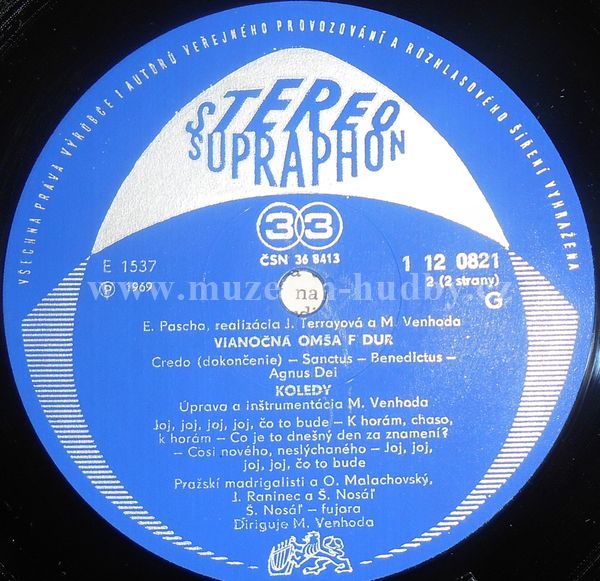 VŠECHNA PRÁVA VÝROBCE I AUTORŮ VEŘEJNÉHO PROVOZOVÁNÍ A ROZHLASOVÉHO ŠÍŘENÍ VYHRAŽENA
STEREO
SUPRAPHON
33
ČSN 36 8413
E 1537
1 12 0821
Ⓟ 1969
2 (2 strany)
G
na
www.muzeum-hudby.cz
E. Pascha, realizácia J. Terrayová a M. Venhoda
VIANOČNÁ OMŠA F DUR
Credo (dokončenie) – Sanctus – Benedictus –
Agnus Dei
KOLEDY
Úprava a inštrumentácia M. Venhoda
Joj, joj, joj, joj, čo to bude – K horám, chaso,
k horám – Co je to dnešný den za znamení?
– Cosi nového, neslýchaného – Joj, joj,
joj, joj, čo to bude
Pražskí madrigalisti a O. Malachovský,
J. Raninec a Š. Nosáľ
Š. Nosáľ – fujara
Diriguje M. Venhoda